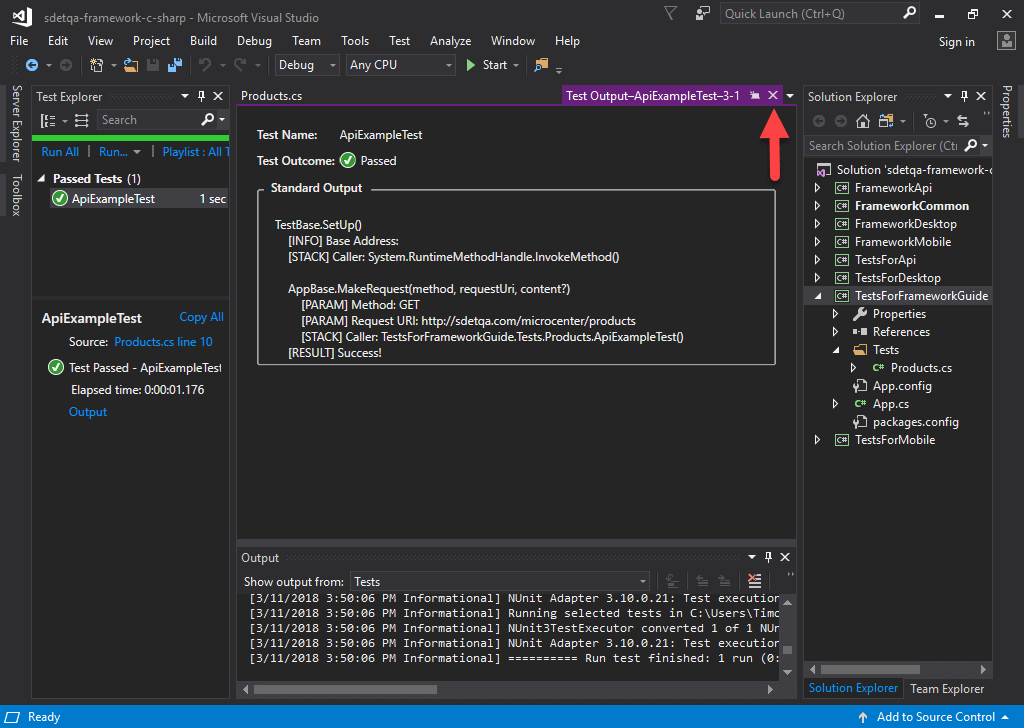 sdetqa-framework-c-sharp - Microsoft Visual Studio
Quick Launch (Ctrl+Q)
File Edit View Project Build Debug Team Tools Test Analyze Window Help
Sign in
Debug Any CPU Start
Server Explorer
Toolbox
Test Explorer
Search
Run All | Run... | Playlist : All T
Passed Tests (1)
ApiExampleTest 1 sec
ApiExampleTest Copy All
Source: Products.cs line 10
Test Passed - ApiExampleTest
Elapsed time: 0:00:01.176
Output
Products.cs
Test Output–ApiExampleTest–3-1
Test Name: ApiExampleTest
Test Outcome: Passed
Standard Output
TestBase.SetUp()
[INFO] Base Address:
[STACK] Caller: System.RuntimeMethodHandle.InvokeMethod()
AppBase.MakeRequest(method, requestUri, content?)
[PARAM] Method: GET
[PARAM] Request URI: http://sdetqa.com/microcenter/products
[STACK] Caller: TestsForFrameworkGuide.Tests.Products.ApiExampleTest()
[RESULT] Success!
Output
Show output from: Tests
[3/11/2018 3:50:06 PM Informational] NUnit Adapter 3.10.0.21: Test execution
[3/11/2018 3:50:06 PM Informational] Running selected tests in C:\Users\Timo
[3/11/2018 3:50:06 PM Informational] NUnit3TestExecutor converted 1 of 1 NUn
[3/11/2018 3:50:06 PM Informational] NUnit Adapter 3.10.0.21: Test execution
[3/11/2018 3:50:06 PM Informational] ========== Run test finished: 1 run (0:
Solution Explorer
Search Solution Explorer (Ctr
Solution 'sdetqa-framework-c
C# FrameworkApi
C# FrameworkCommon
C# FrameworkDesktop
C# FrameworkMobile
C# TestsForApi
C# TestsForDesktop
C# TestsForFrameworkGuide
Properties
References
Tests
C# Products.cs
App.config
C# App.cs
packages.config
C# TestsForMobile
Solution Explorer Team Explorer
Properties
Ready
Add to Source Control